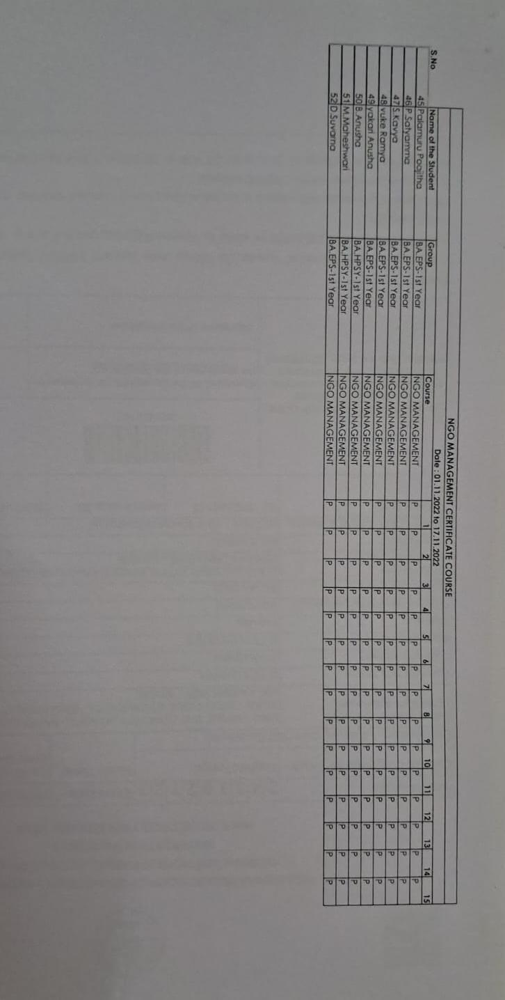 NGO MANAGEMENT CERTIFICATE COURSE
Date : 01.11.2022 to 17.11.2022
S.No Name of the Student Group Course 1 2 3 4 5 6 7 8 9 10 11 12 13 14 15
45 Palamuru Poojitha BA.EPS-1st Year NGO MANAGEMENT P P P P P P P P P P P P P P P
46 P.Satyamma BA.EPS-1st Year NGO MANAGEMENT P P P P P P P P P P P P P P P
47 S.Kavya BA.EPS-1st Year NGO MANAGEMENT P P P P P P P P P P P P P P P
48 vuke Ramya BA.EPS-1st Year NGO MANAGEMENT P P P P P P P P P P P P P P P
49 yakari Anusha BA.EPS-1st Year NGO MANAGEMENT P P P P P P P P P P P P P P P
50 B.Anusha BA.HPSY-1st Year NGO MANAGEMENT P P P P P P P P P P P P P P P
51 M.Maheshwari BA.HPSY-1st Year NGO MANAGEMENT P P P P P P P P P P P P P P P
52 D.Suvarna BA.EPS-1st Year NGO MANAGEMENT P P P P P P P P P P P P P P P